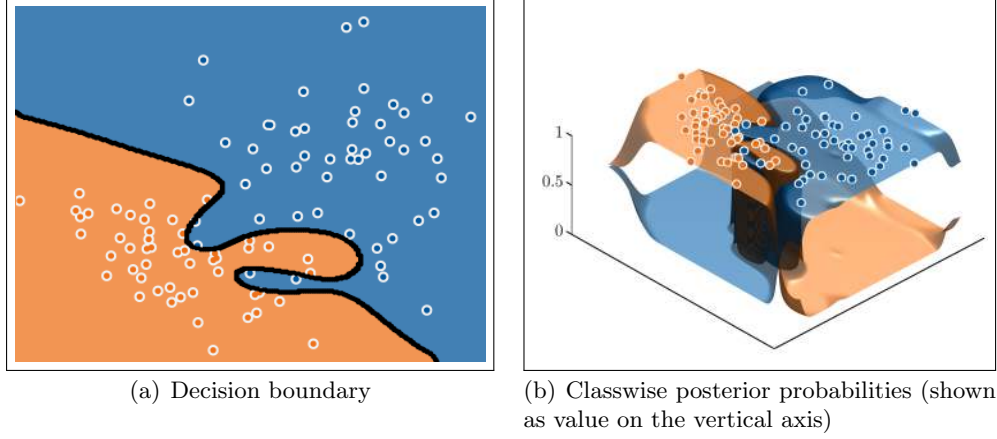 1
0.5
0
(a) Decision boundary
(b) Classwise posterior probabilities (shown
as value on the vertical axis)